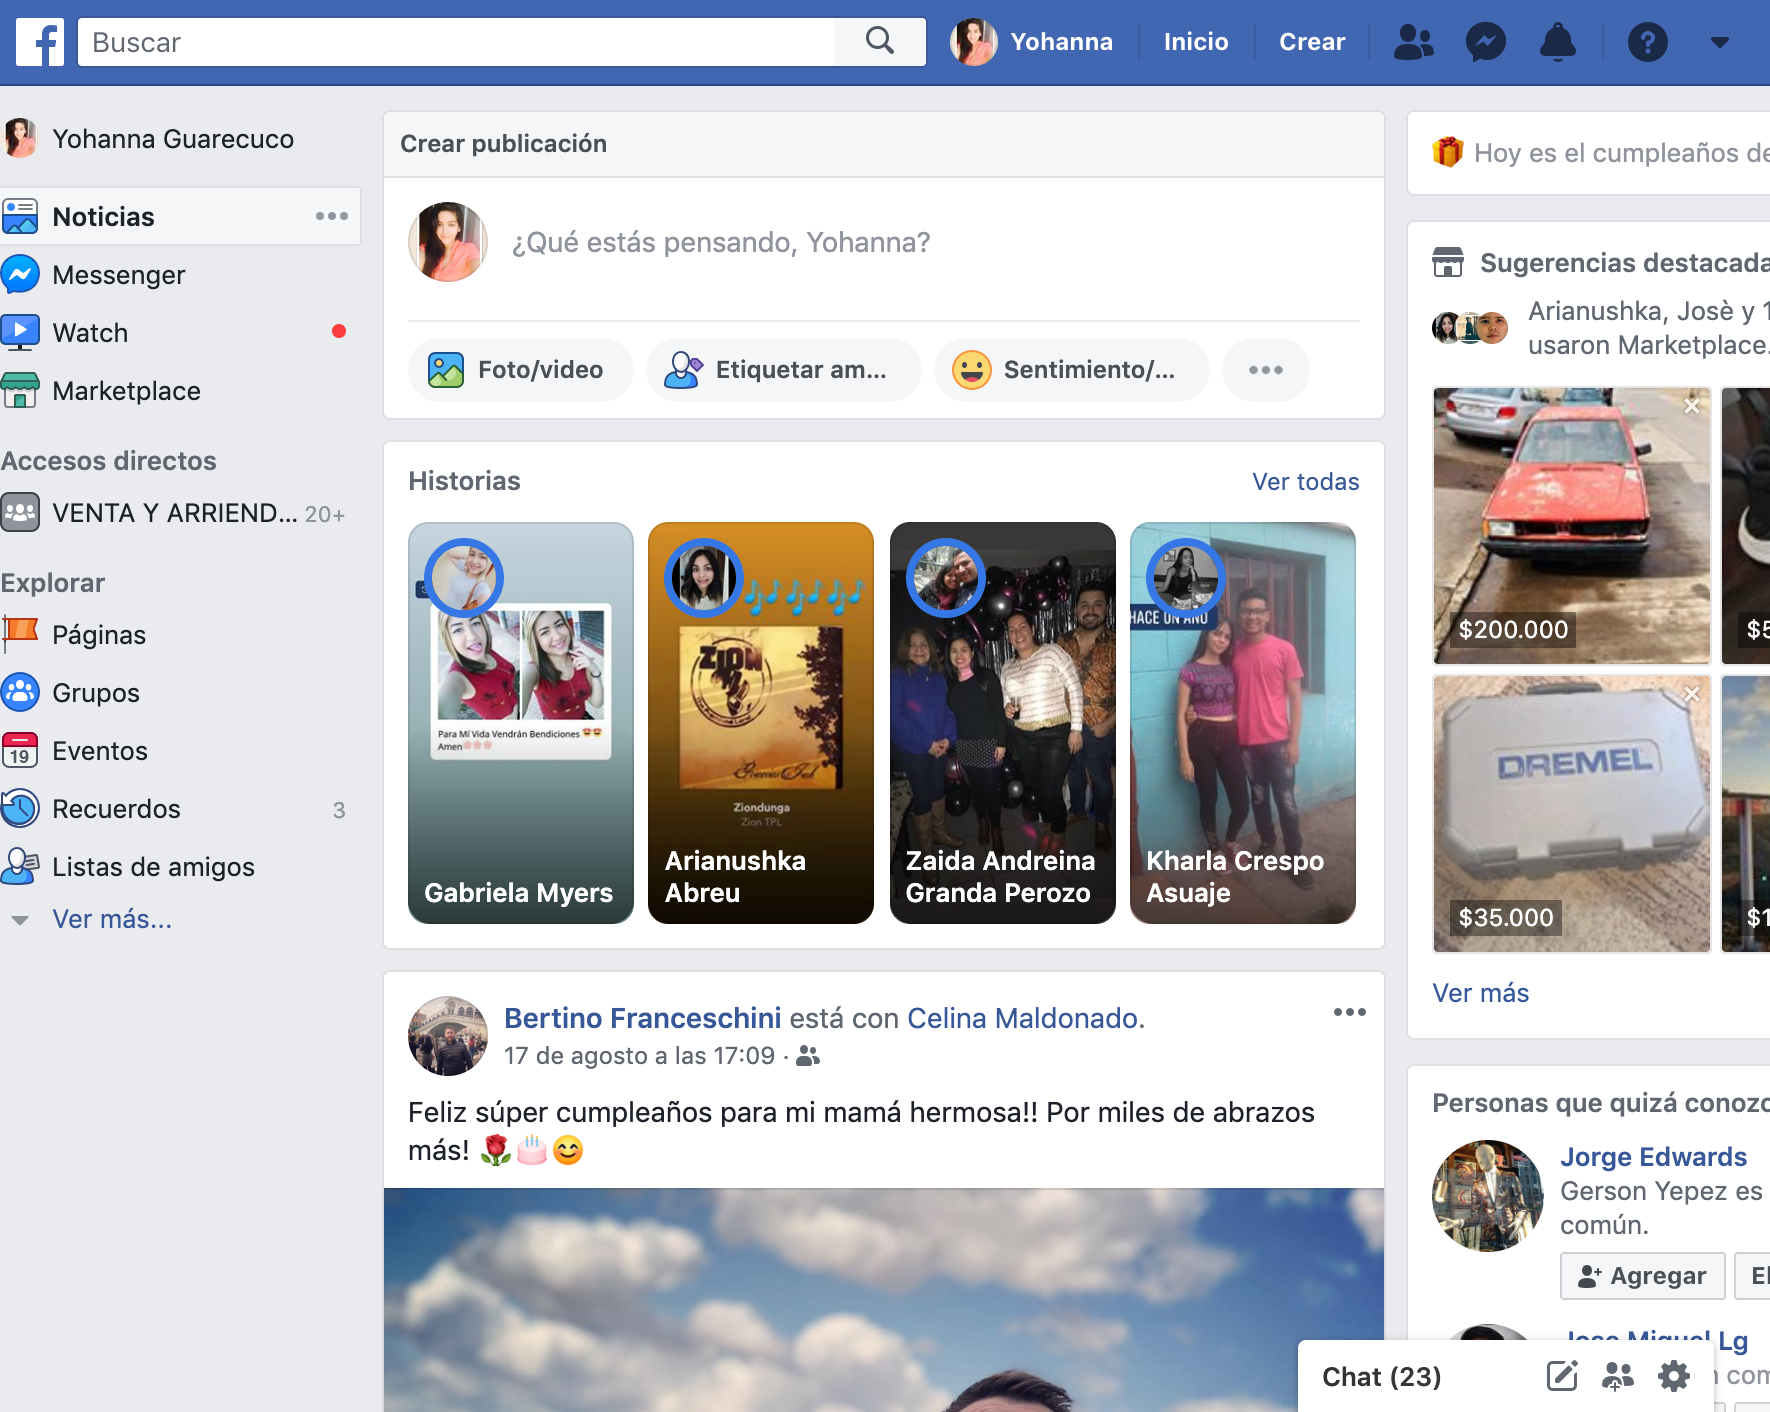 Buscar
Yohanna
Inicio
Crear
Yohanna Guarecuco
Noticias
Messenger
Watch
Marketplace
Accesos directos
VENTA Y ARRIEND... 20+
Explorar
Páginas
Grupos
19
Eventos
Recuerdos 3
Listas de amigos
Ver más...
Crear publicación
¿Qué estás pensando, Yohanna?
Foto/video
Etiquetar am...
Sentimiento/...
Historias
Ver todas
Para Mí Vida Vendrán Bendiciones
Amen
Gabriela Myers
ZION
Ziondunga
Zion TPL
Arianushka
Abreu
Zaida Andreina
Granda Perozo
HACE UN AÑO
Kharla Crespo
Asuaje
Bertino Franceschini está con Celina Maldonado.
17 de agosto a las 17:09 ·
Feliz súper cumpleaños para mi mamá hermosa!! Por miles de abrazos
más! 🌹🎂😊
Hoy es el cumpleaños de
Sugerencias destacada
Arianushka, Josè y 1
usaron Marketplace.
$200.000
DREMEL
$35.000
Ver más
Personas que quizá conozc
Jorge Edwards
Gerson Yepez es
común.
Agregar
El
Jose Miguel Lg
Chat (23)